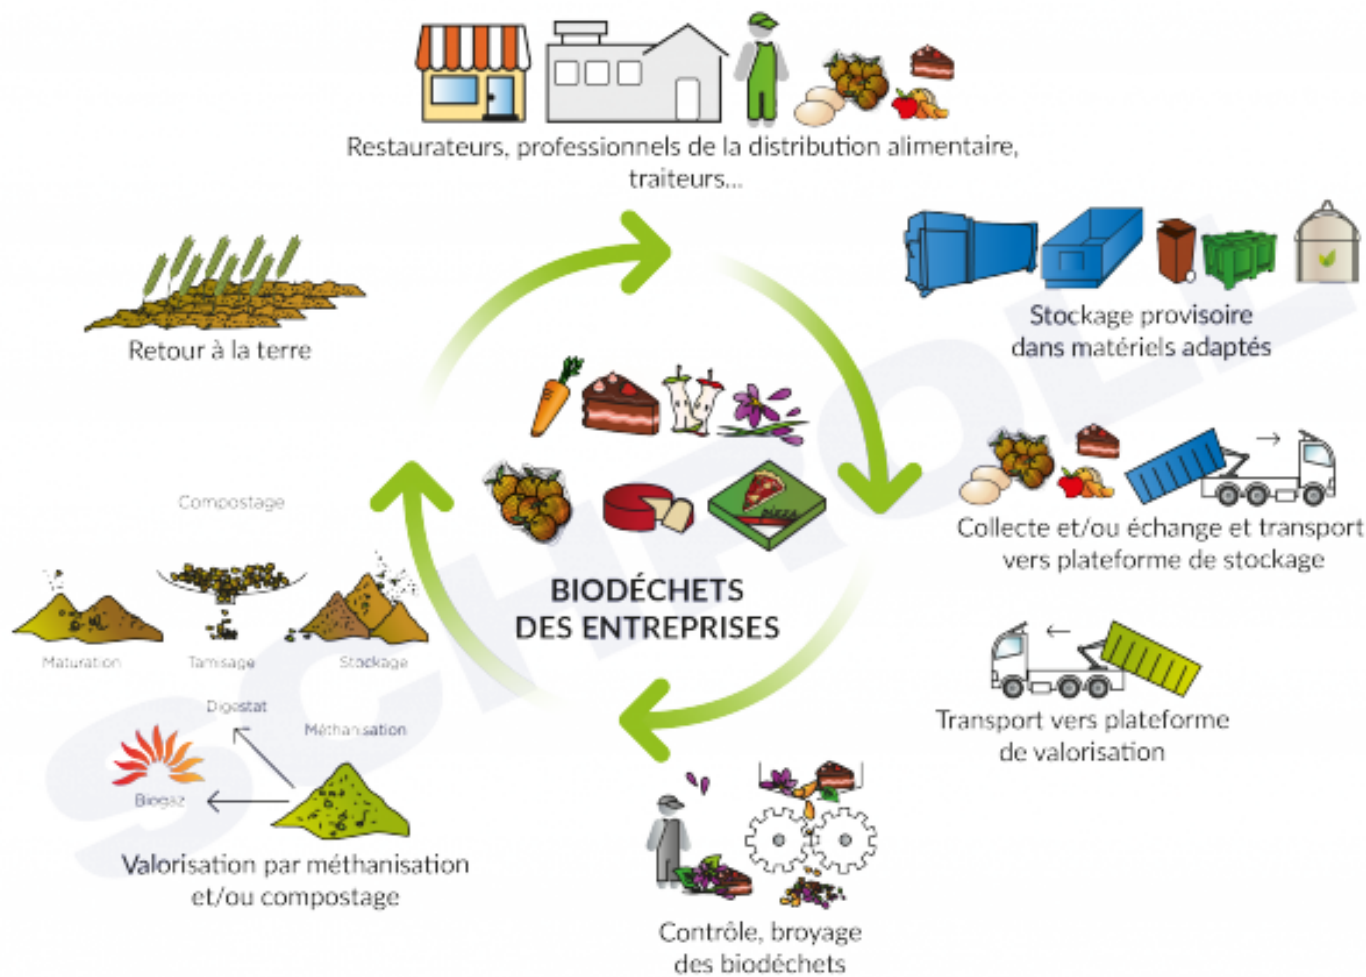 Restaurateurs, professionnels de la distribution alimentaire,
traiteurs...
Stockage provisoire
dans matériels adaptés
Collecte et/ou échange et transport
vers plateforme de stockage
Transport vers plateforme
de valorisation
Contrôle, broyage
des biodéchets
Valorisation par méthanisation
et/ou compostage
Biogaz
Digestat
Méthanisation
Maturation
Tamisage
Stockage
Compostage
Retour à la terre
BIODÉCHETS
DES ENTREPRISES
PIZZA
SCHROLL